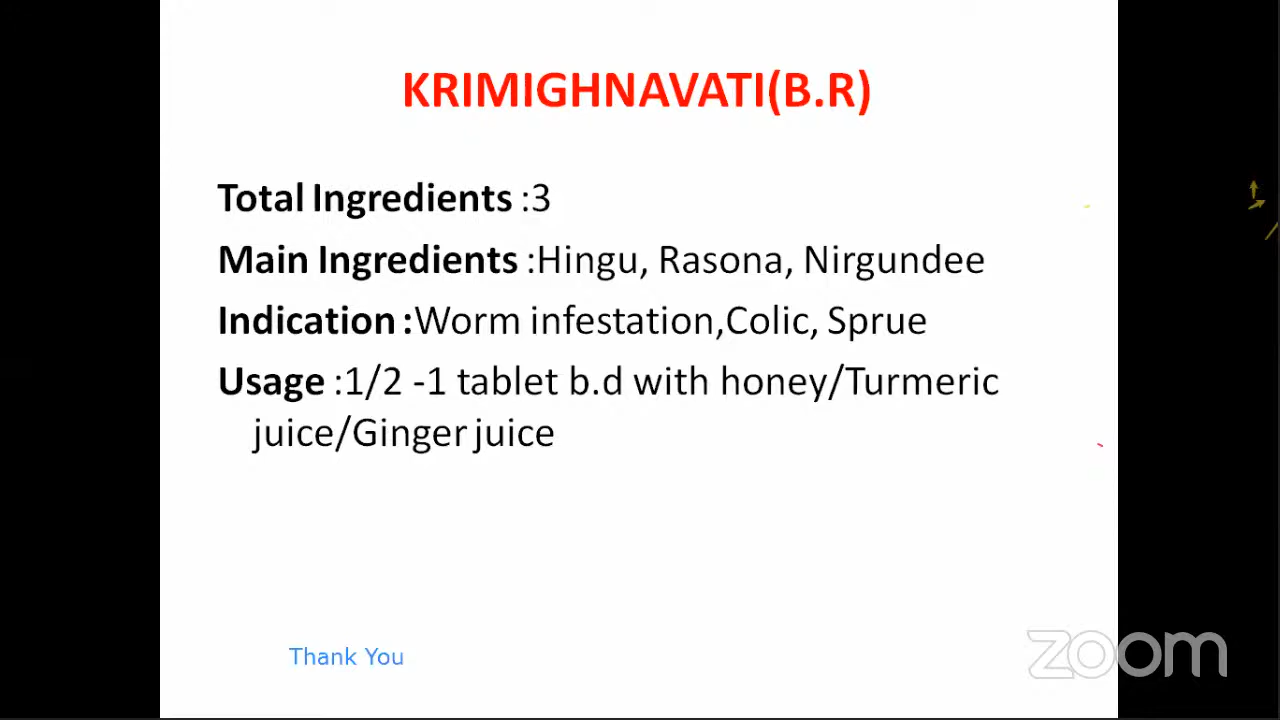 KRIMIGHNAVATI(B.R)
Total Ingredients :3
Main Ingredients :Hingu, Rasona, Nirgundee
Indication :Worm infestation,Colic, Sprue
Usage :1/2 -1 tablet b.d with honey/Turmeric
juice/Ginger juice
Thank You
zoom